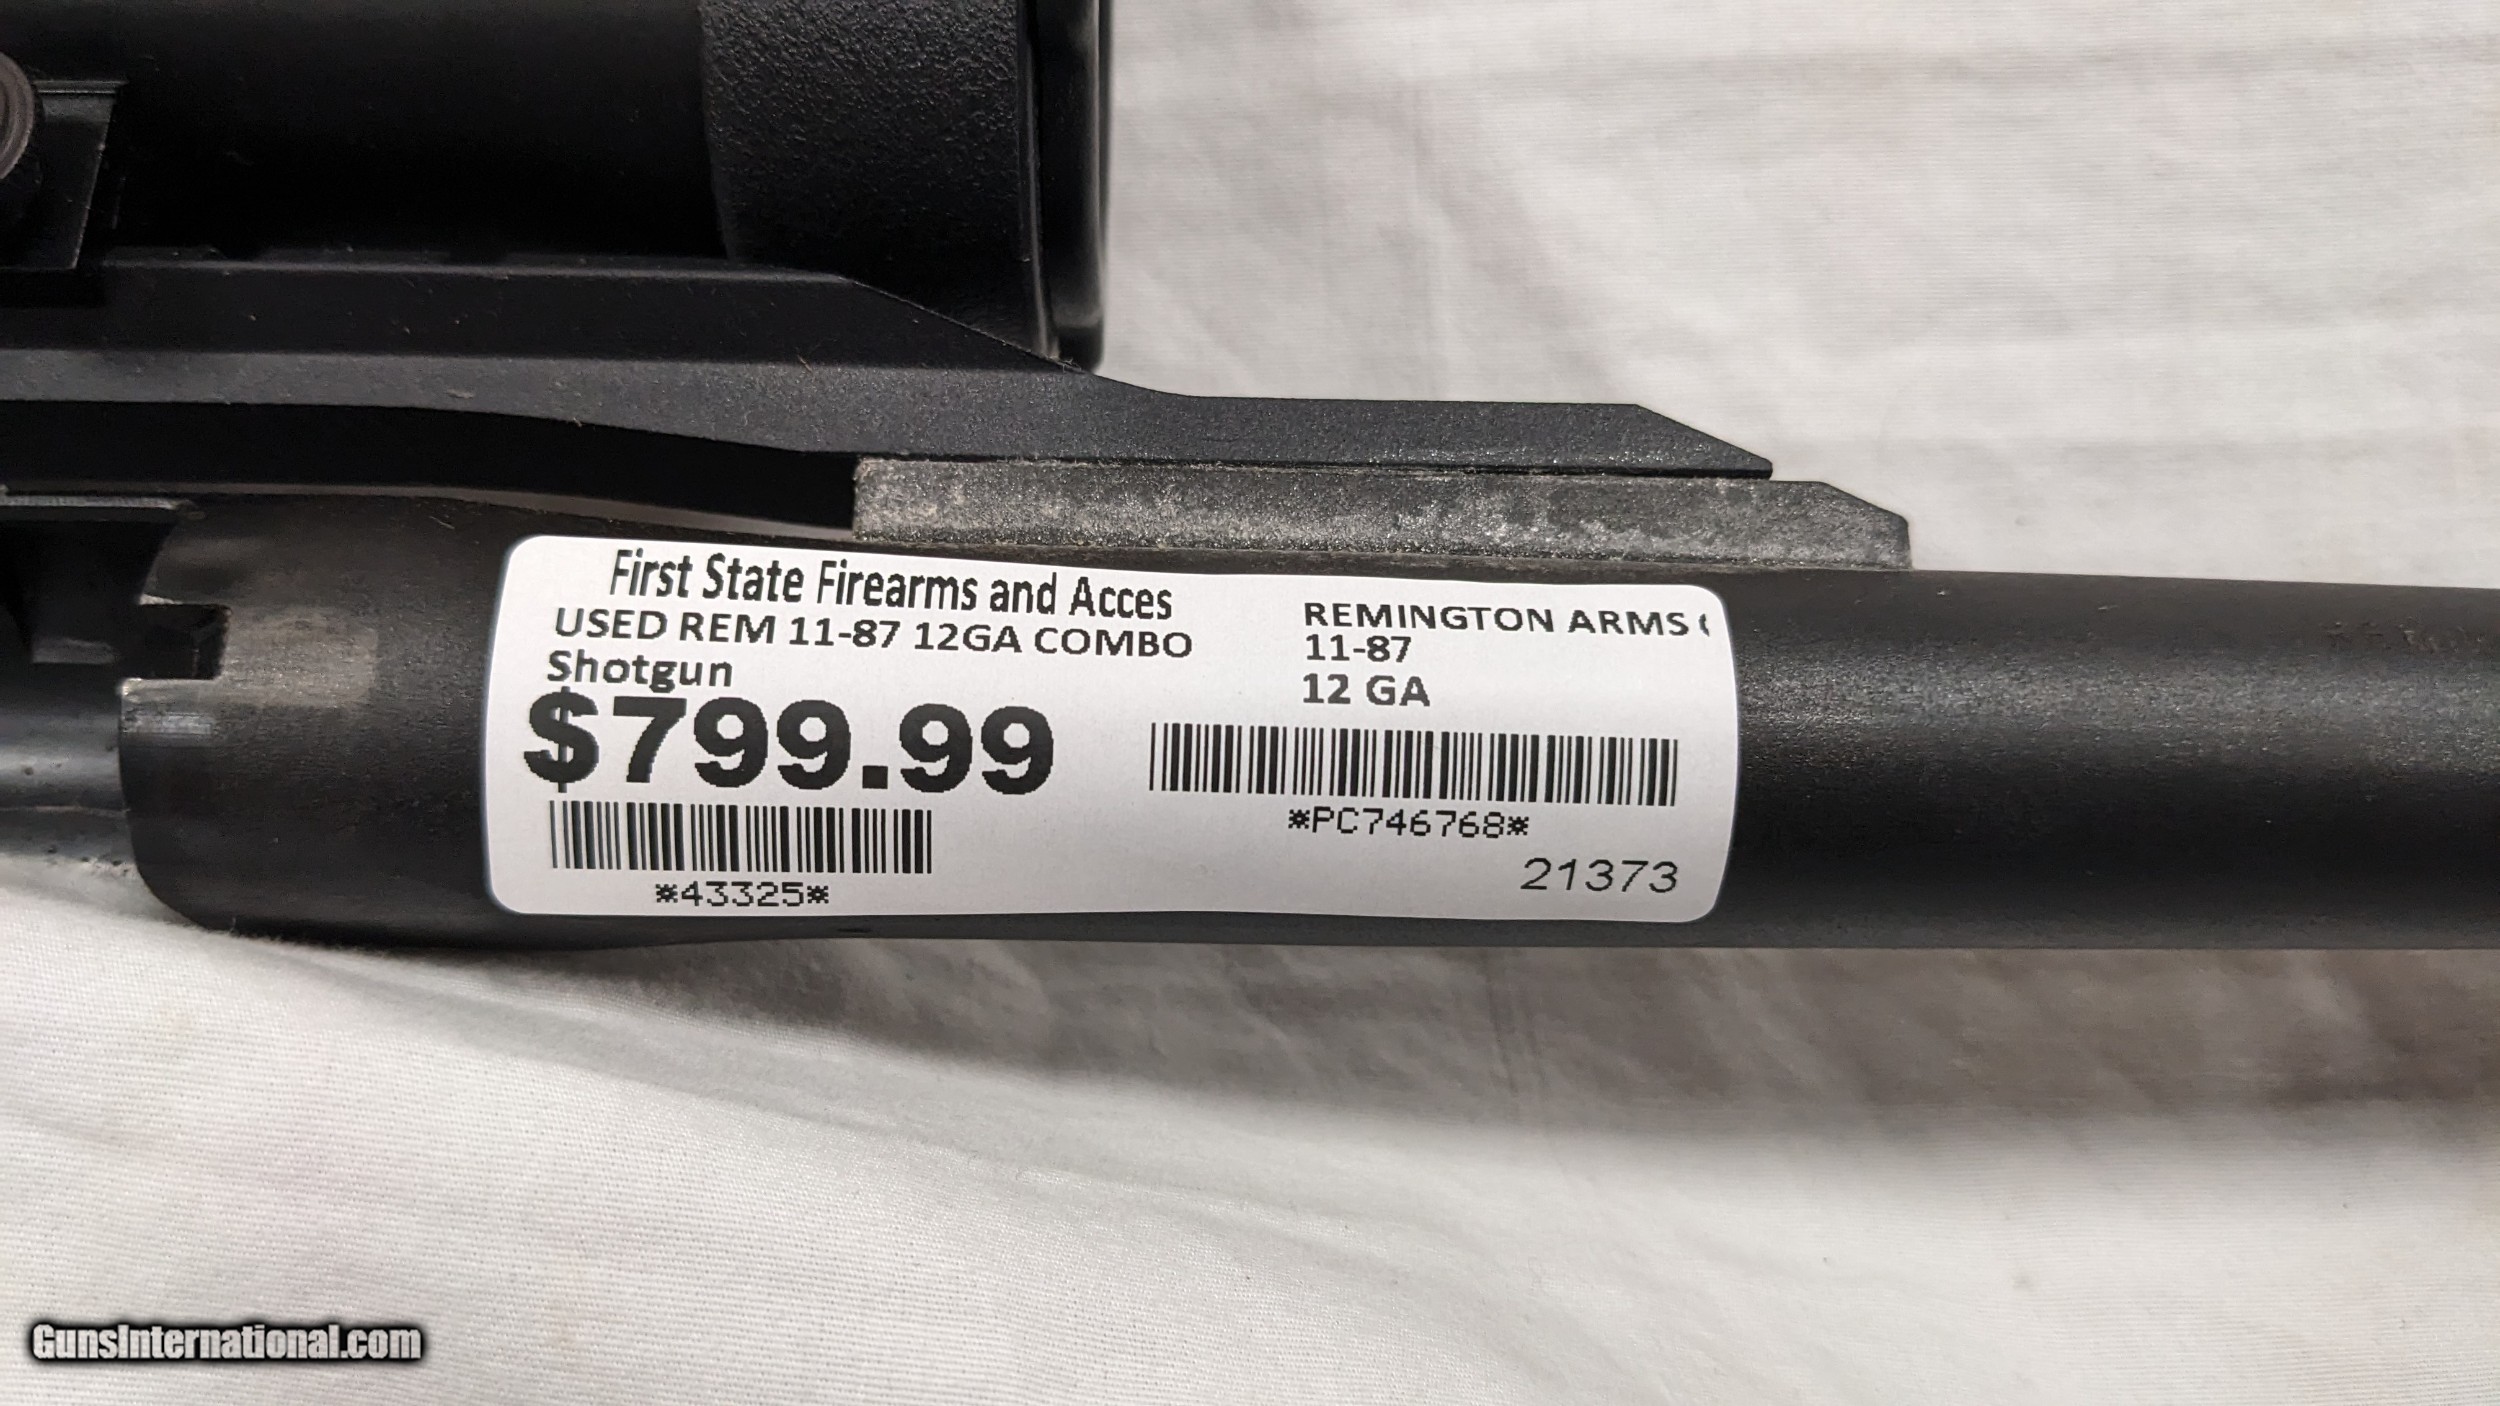 First State Firearms and Acces
USED REM 11-87 12GA COMBO
Shotgun
$799.99
*43325*
REMINGTON ARMS
11-87
12 GA
*PC746768*
21373
GunsInternational.com